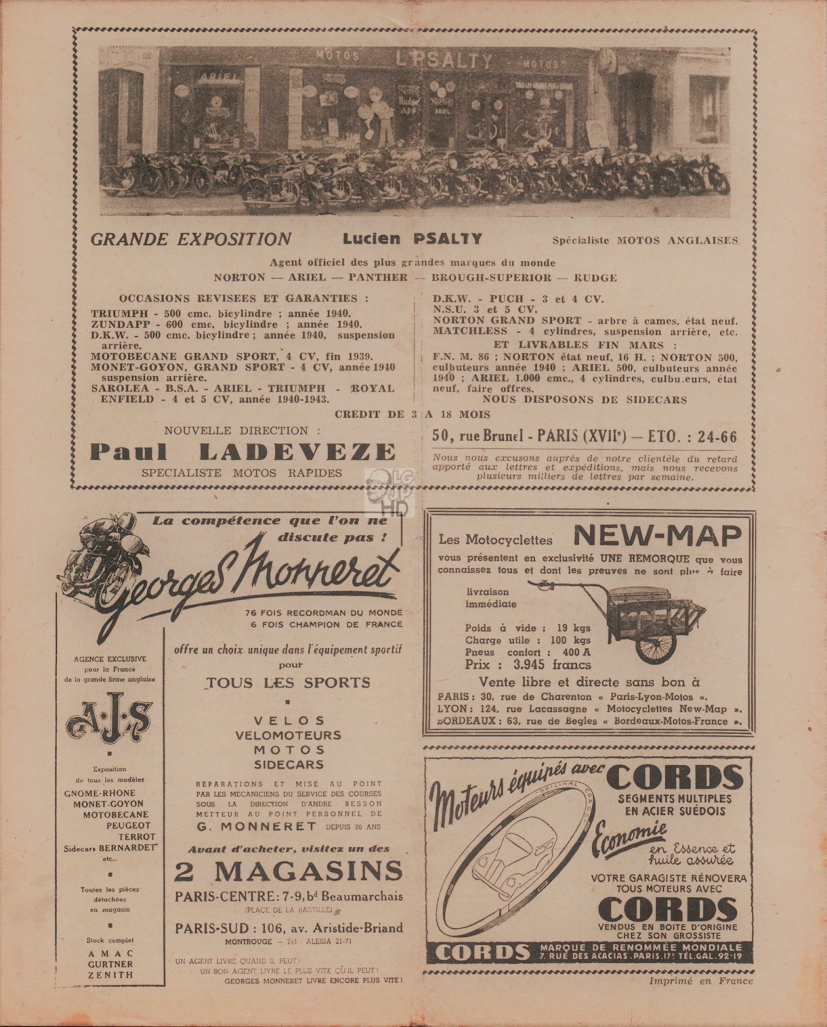 MOTOS L. PSALTY - MOTOS
ARIEL
ARIEL
GRANDE EXPOSITION Lucien PSALTY Spécialiste MOTOS ANGLAISES
Agent officiel des plus grandes marques du monde
NORTON — ARIEL — PANTHER — BROUGH-SUPERIOR — RUDGE
OCCASIONS REVISEES ET GARANTIES :
TRIUMPH - 500 cmc, bicylindre ; année 1940.
ZUNDAPP - 600 cmc, bicylindre ; année 1940.
D.K.W. - 500 cmc, bicylindre ; année 1940, suspension
arrière.
MOTOBECANE GRAND SPORT, 4 CV, fin 1939.
MONET-GOYON, GRAND SPORT - 4 CV, année 1940
suspension arrière.
SAROLEA - B.S.A. - ARIEL - TRIUMPH - ROYAL
ENFIELD - 4 et 5 CV, année 1940-1943.
D.K.W. - PUCH - 3 et 4 CV.
N.S.U. 3 et 5 CV.
NORTON GRAND SPORT - arbre à cames, état neuf.
MATCHLESS - 4 cylindres, suspension arrière, etc.
ET LIVRABLES FIN MARS :
F.N. M. 86 ; NORTON état neuf, 16 H. ; NORTON 500,
culbuteurs année 1940 ; ARIEL 500, culbuteurs année
1940 ; ARIEL 1.000 cmc., 4 cylindres, culbu.eurs, état
neuf, faire offres.
NOUS DISPOSONS DE SIDECARS
CREDIT DE 3 A 18 MOIS
NOUVELLE DIRECTION :
Paul LADEVEZE
SPECIALISTE MOTOS RAPIDES
50, rue Brunel - PARIS (XVIIe) — ETO. : 24-66
Nous nous excusons auprès de notre clientèle du retard
apporté aux lettres et expéditions, mais nous recevons
plusieurs milliers de lettres par semaine.
HD
La compétence que l'on ne
discute pas !
Georges Monneret
76 FOIS RECORDMAN DU MONDE
6 FOIS CHAMPION DE FRANCE
AGENCE EXCLUSIVE
pour la France
de la grande firme anglaise
A.J.S
Exposition
de tous les modèles
GNOME-RHONE
MONET-GOYON
MOTOBECANE
PEUGEOT
TERROT
Sidecars BERNARDET
etc...
Toutes les pièces
détachées
en magasin
Stock complet
AMAC
GURTNER
ZENITH
offre un choix unique dans l'équipement sportif
pour
TOUS LES SPORTS
VELOS
VELOMOTEURS
MOTOS
SIDECARS
REPARATIONS ET MISE AU POINT
PAR LES MECANICIENS DU SERVICE DES COURSES
SOUS LA DIRECTION D'ANDRE BESSON
METTEUR AU POINT PERSONNEL DE
G. MONNERET DEPUIS 20 ANS
Avant d'acheter, visitez un des
2 MAGASINS
PARIS-CENTRE : 7-9, bd Beaumarchais
(PLACE DE LA BASTILLE)
PARIS-SUD : 106, av. Aristide-Briand
MONTROUGE — Tél ALESIA 21-71
UN AGENT LIVRE QUAND IL PEUT !
UN BON AGENT LIVRE LE PLUS VITE QU'IL PEUT !
GEORGES MONNERET LIVRE ENCORE PLUS VITE !
Les Motocyclettes NEW-MAP
vous présentent en exclusivité UNE REMORQUE que vous
connaissez tous et dont les preuves ne sont plus à faire
livraison
immédiate
Poids à vide : 19 kgs
Charge utile : 100 kgs
Pneus confort : 400 A
Prix : 3.945 francs
Vente libre et directe sans bon à
PARIS : 30, rue de Charenton « Paris-Lyon-Motos ».
LYON : 124, rue Lacassagne « Motocyclettes New-Map ».
BORDEAUX : 63, rue de Begles « Bordeaux-Motos-France ».
Moteurs équipés avec CORDS
SEGMENTS MULTIPLES
EN ACIER SUÉDOIS
ORIGINAL CORDS
Economie
en Essence et
huile assurée
VOTRE GARAGISTE RÉNOVERA
TOUS MOTEURS AVEC
CORDS
VENDUS EN BOITE D'ORIGINE
CHEZ SON GROSSISTE
CORDS MARQUE DE RENOMMÉE MONDIALE
7, RUE DES ACACIAS. PARIS. 17e TÉL. GAL. 92-19
Imprimé en France